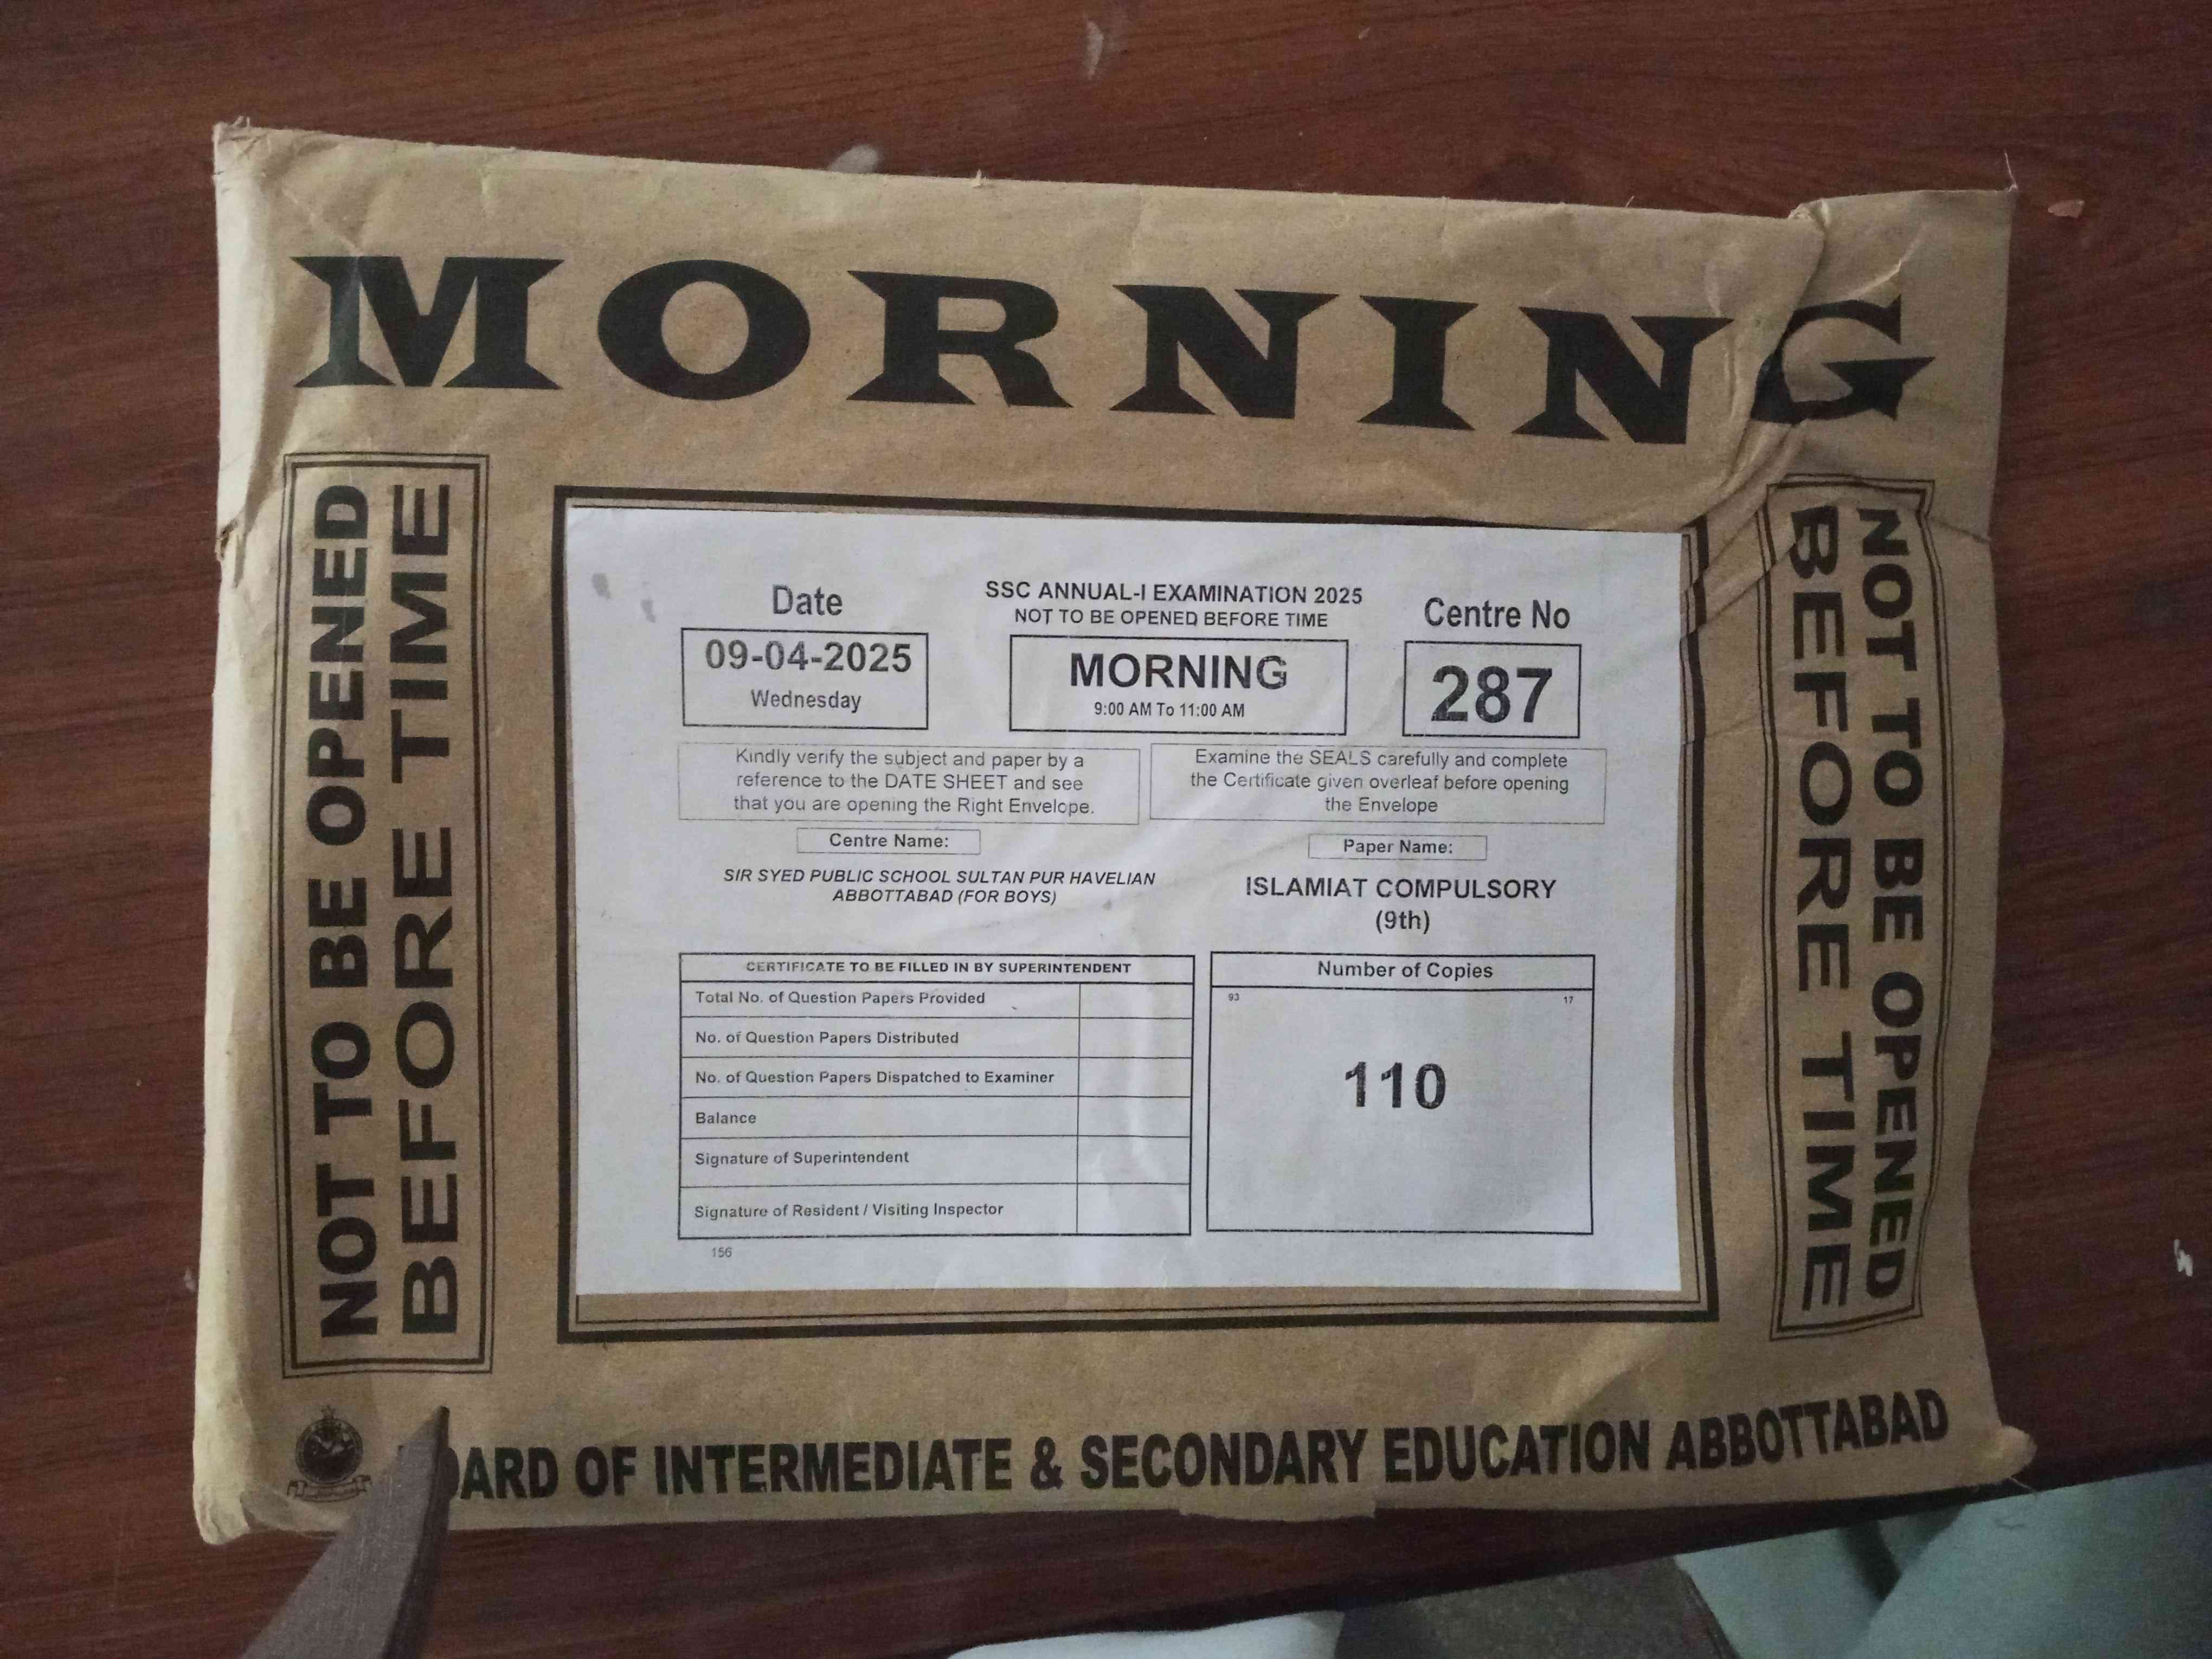 MORNING
NOT TO BE OPENED
BEFORE TIME
Date
09-04-2025
Wednesday
SSC ANNUAL-I EXAMINATION 2025
NOT TO BE OPENED BEFORE TIME
MORNING
9:00 AM To 11:00 AM
Centre No
287
Kindly verify the subject and paper by a
reference to the DATE SHEET and see
that you are opening the Right Envelope.
Examine the SEALS carefully and complete
the Certificate given overleaf before opening
the Envelope
Centre Name:
SIR SYED PUBLIC SCHOOL SULTAN PUR HAVELIAN
ABBOTTABAD (FOR BOYS)
Paper Name:
ISLAMIAT COMPULSORY
(9th)
CERTIFICATE TO BE FILLED IN BY SUPERINTENDENT
Total No. of Question Papers Provided
No. of Question Papers Distributed
No. of Question Papers Dispatched to Examiner
Balance
Signature of Superintendent
Signature of Resident / Visiting Inspector
156
Number of Copies
93 17
110
NOT TO BE OPENED
BEFORE TIME
OF INTERMEDIATE & SECONDARY EDUCATION ABBOTTABAD